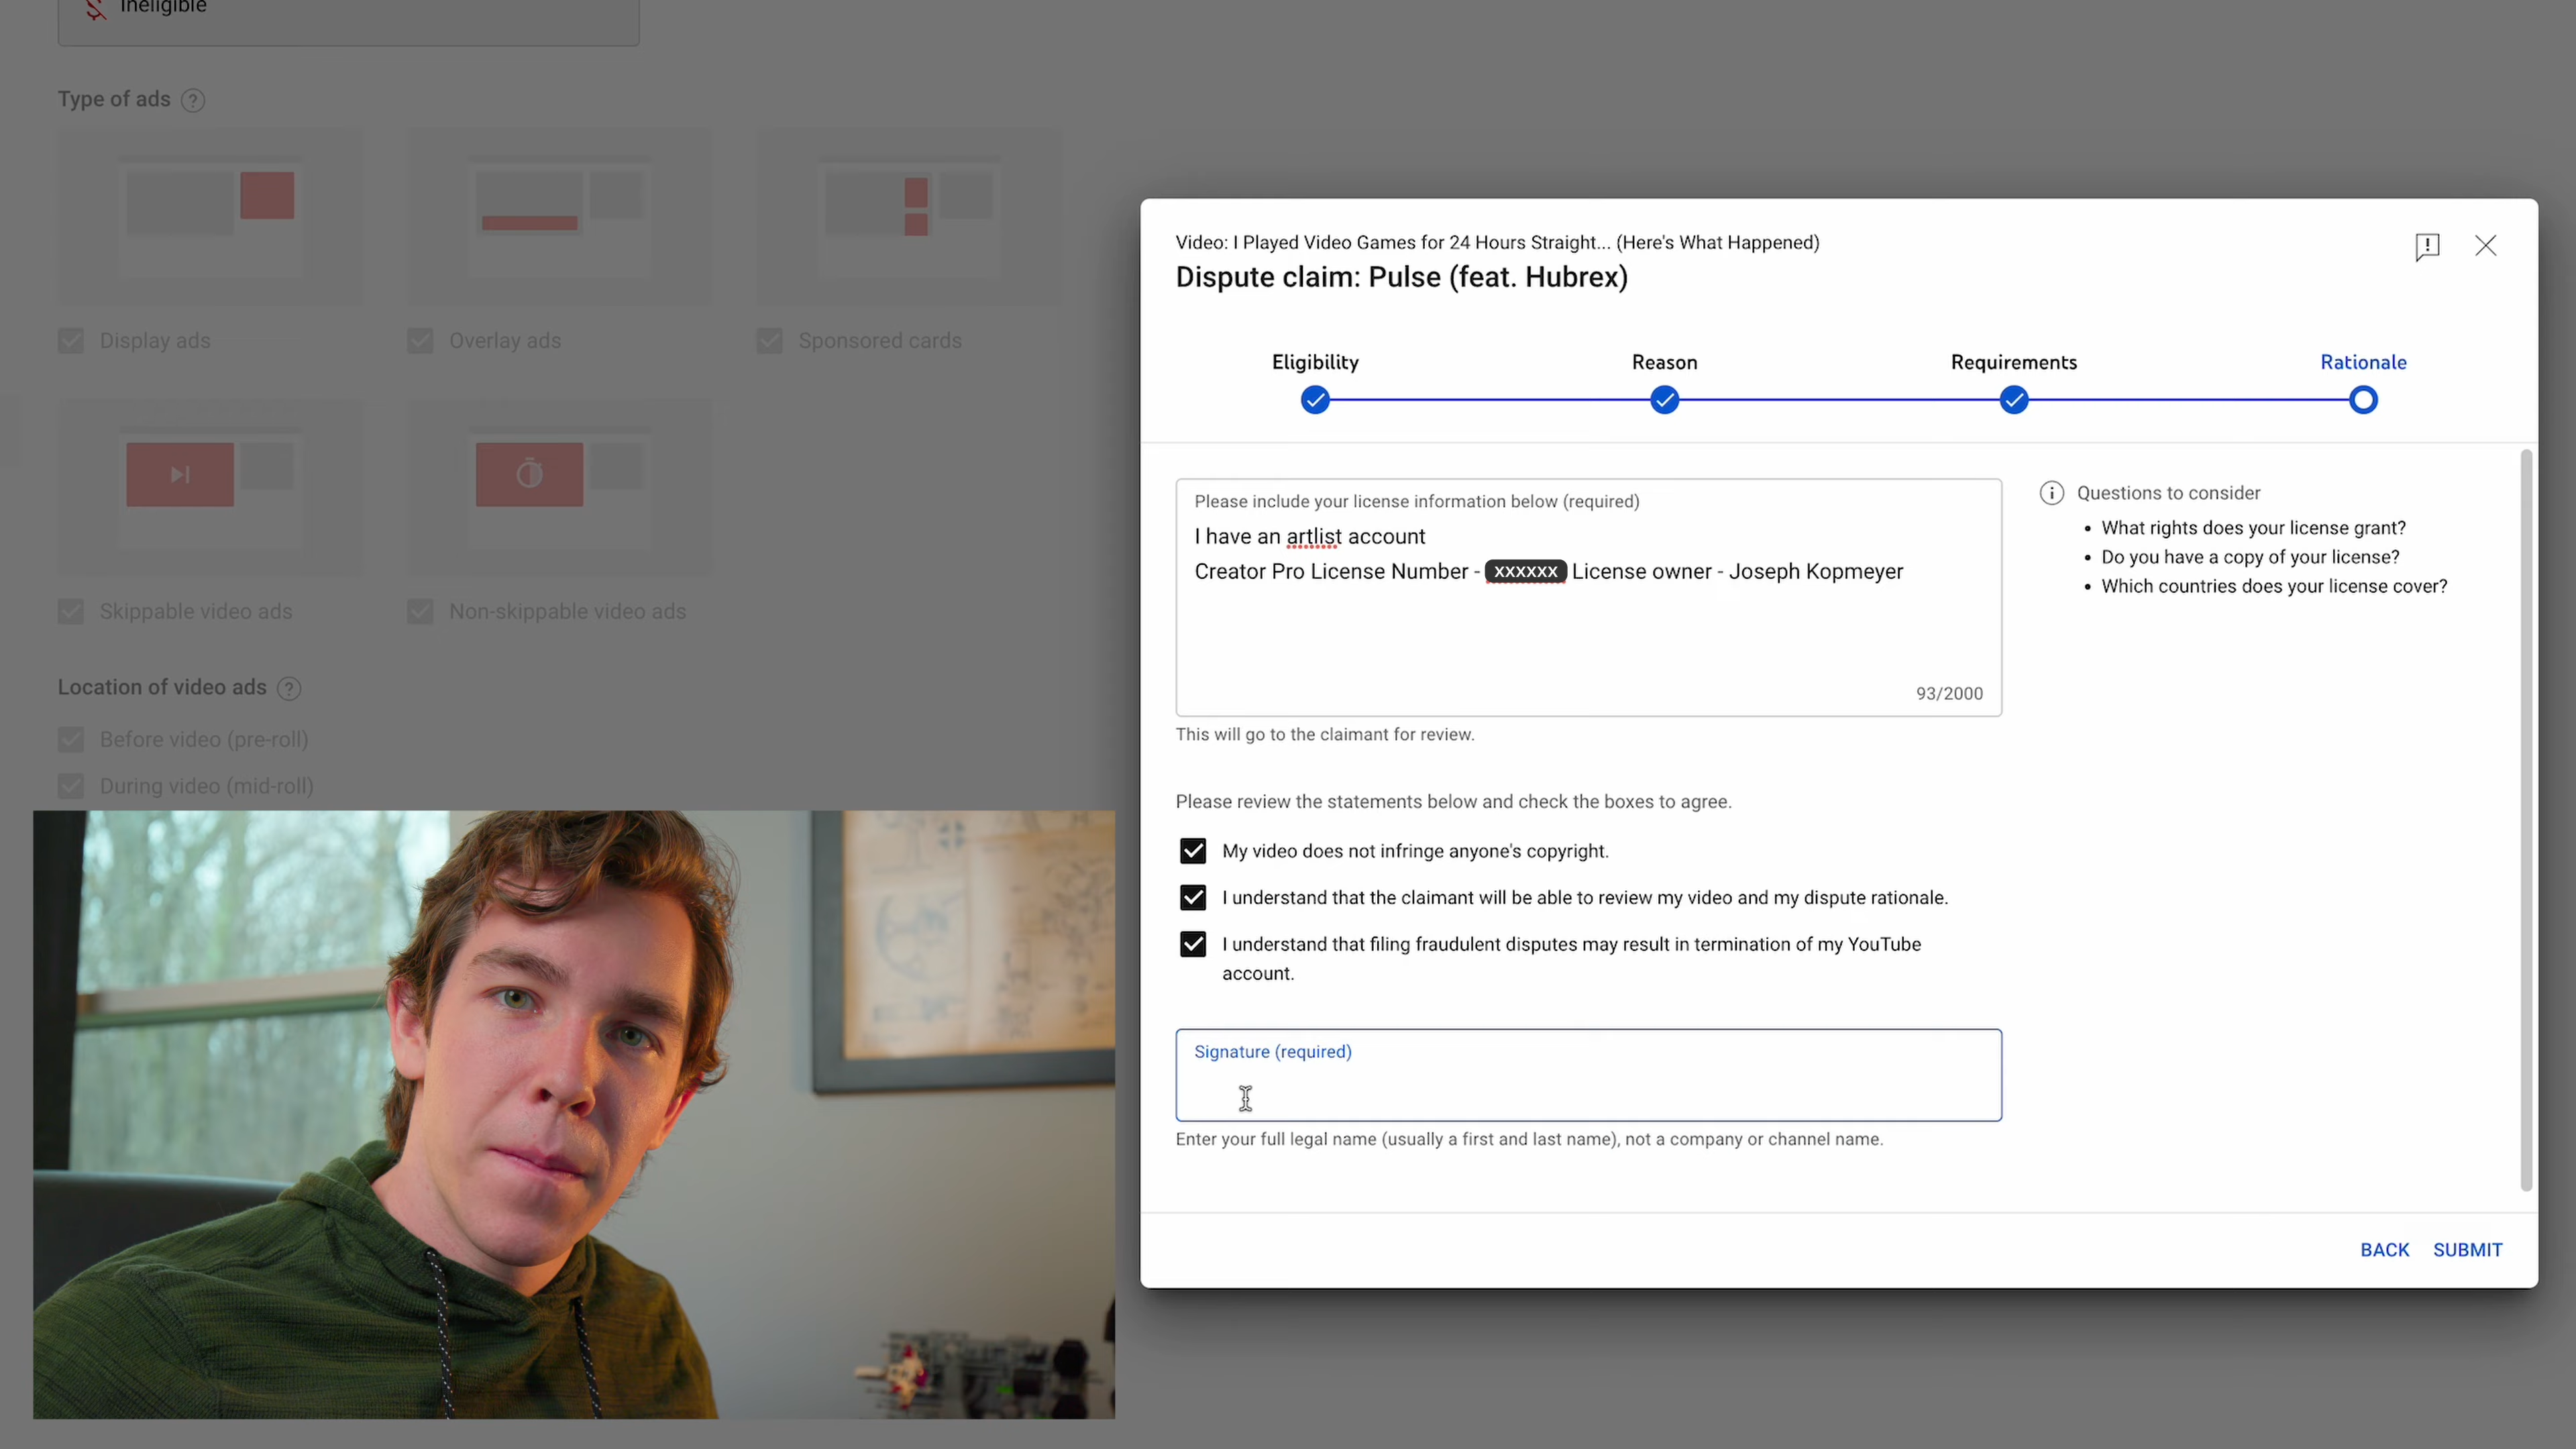 Ineligible
Type of ads
Display ads
Overlay ads
Sponsored cards
Skippable video ads
Non-skippable video ads
Location of video ads
Before video (pre-roll)
During video (mid-roll)
Video: I Played Video Games for 24 Hours Straight... (Here's What Happened)
Dispute claim: Pulse (feat. Hubrex)
Eligibility
Reason
Requirements
Rationale
Please include your license information below (required)
I have an artlist account
Creator Pro License Number - xxxxxx License owner - Joseph Kopmeyer
93/2000
This will go to the claimant for review.
Questions to consider
• What rights does your license grant?
• Do you have a copy of your license?
• Which countries does your license cover?
Please review the statements below and check the boxes to agree.
My video does not infringe anyone's copyright.
I understand that the claimant will be able to review my video and my dispute rationale.
I understand that filing fraudulent disputes may result in termination of my YouTube
account.
Signature (required)
Enter your full legal name (usually a first and last name), not a company or channel name.
BACK
SUBMIT